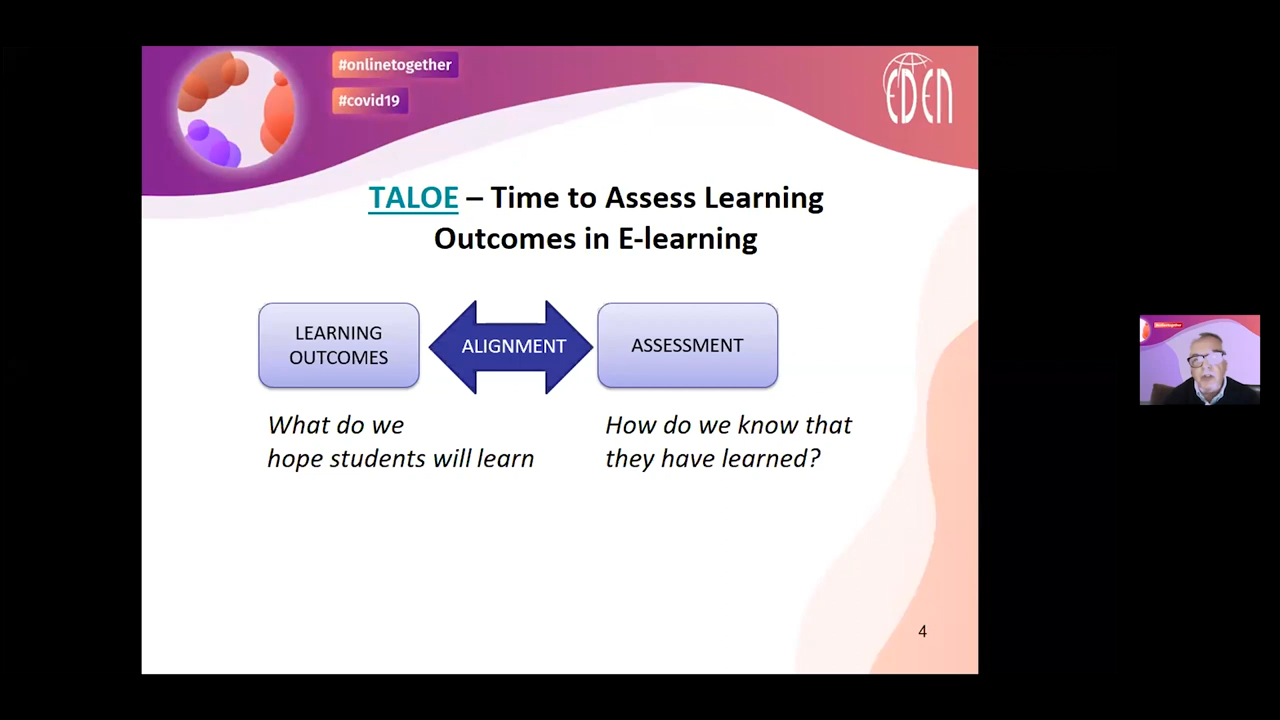 #onlinetogether
#covid19
EDEN
TALOE – Time to Assess Learning
Outcomes in E-learning
LEARNING
OUTCOMES
ALIGNMENT
ASSESSMENT
What do we
hope students will learn
How do we know that
they have learned?
4
#onlinetogether